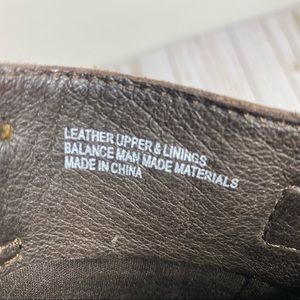 LEATHER UPPER & LININGS
BALANCE MAN MADE MATERIALS
MADE IN CHINA